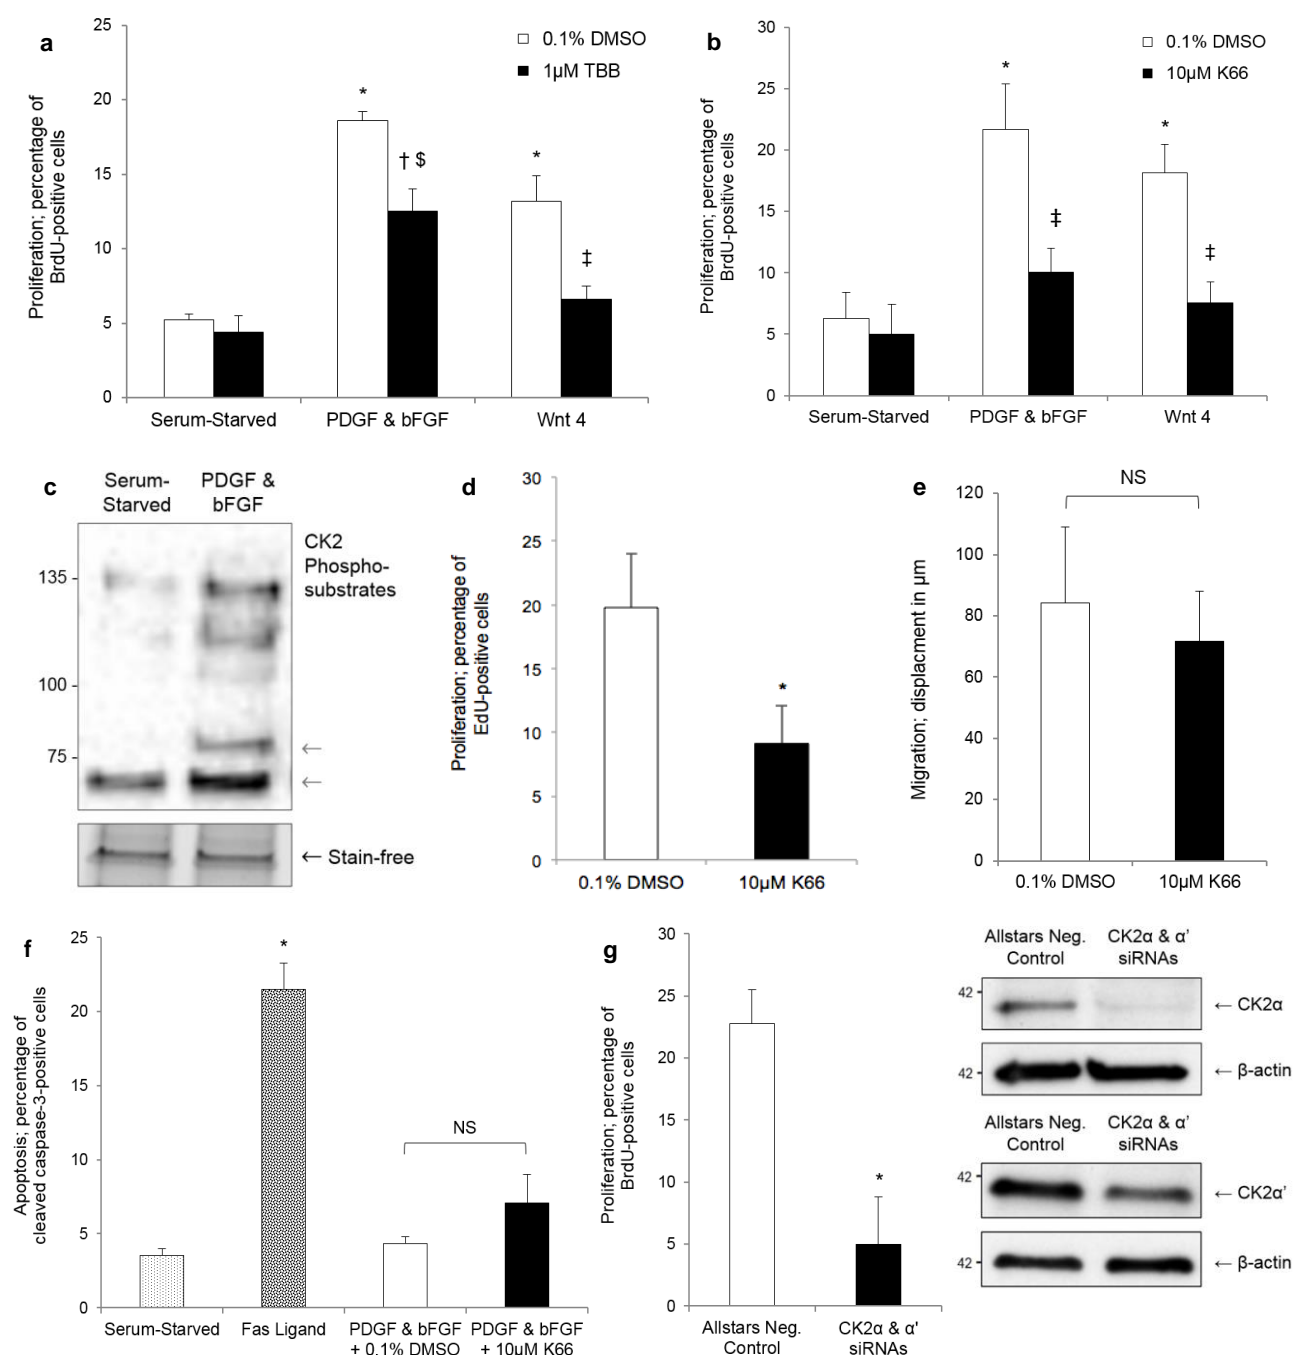 a
25
20
15
10
5
0
Proliferation; percentage of
BrdU-positive cells
0.1% DMSO
1µM TBB
*
† $
*
‡
Serum-Starved
PDGF & bFGF
Wnt 4
b
30
25
20
15
10
5
0
Proliferation; percentage of
BrdU-positive cells
0.1% DMSO
10µM K66
*
‡
*
‡
Serum-Starved
PDGF & bFGF
Wnt 4
c
Serum-
Starved
PDGF &
bFGF
135
100
75
CK2
Phospho-
substrates
←
←
← Stain-free
d
30
25
20
15
10
5
0
Proliferation; percentage of
EdU-positive cells
*
0.1% DMSO
10µM K66
e
120
100
80
60
40
20
0
Migration; displacment in µm
NS
0.1% DMSO
10µM K66
f
25
20
15
10
5
0
Apoptosis; percentage of
cleaved caspase-3-positive cells
*
NS
Serum-Starved
Fas Ligand
PDGF & bFGF
+ 0.1% DMSO
PDGF & bFGF
+ 10µM K66
g
30
25
20
15
10
5
0
Proliferation; percentage of
BrdU-positive cells
*
Allstars Neg.
Control
CK2α & α'
siRNAs
Allstars Neg.
Control
CK2α & α’
siRNAs
42
← CK2α
42
← β-actin
Allstars Neg.
Control
CK2α & α’
siRNAs
42
← CK2α’
42
← β-actin